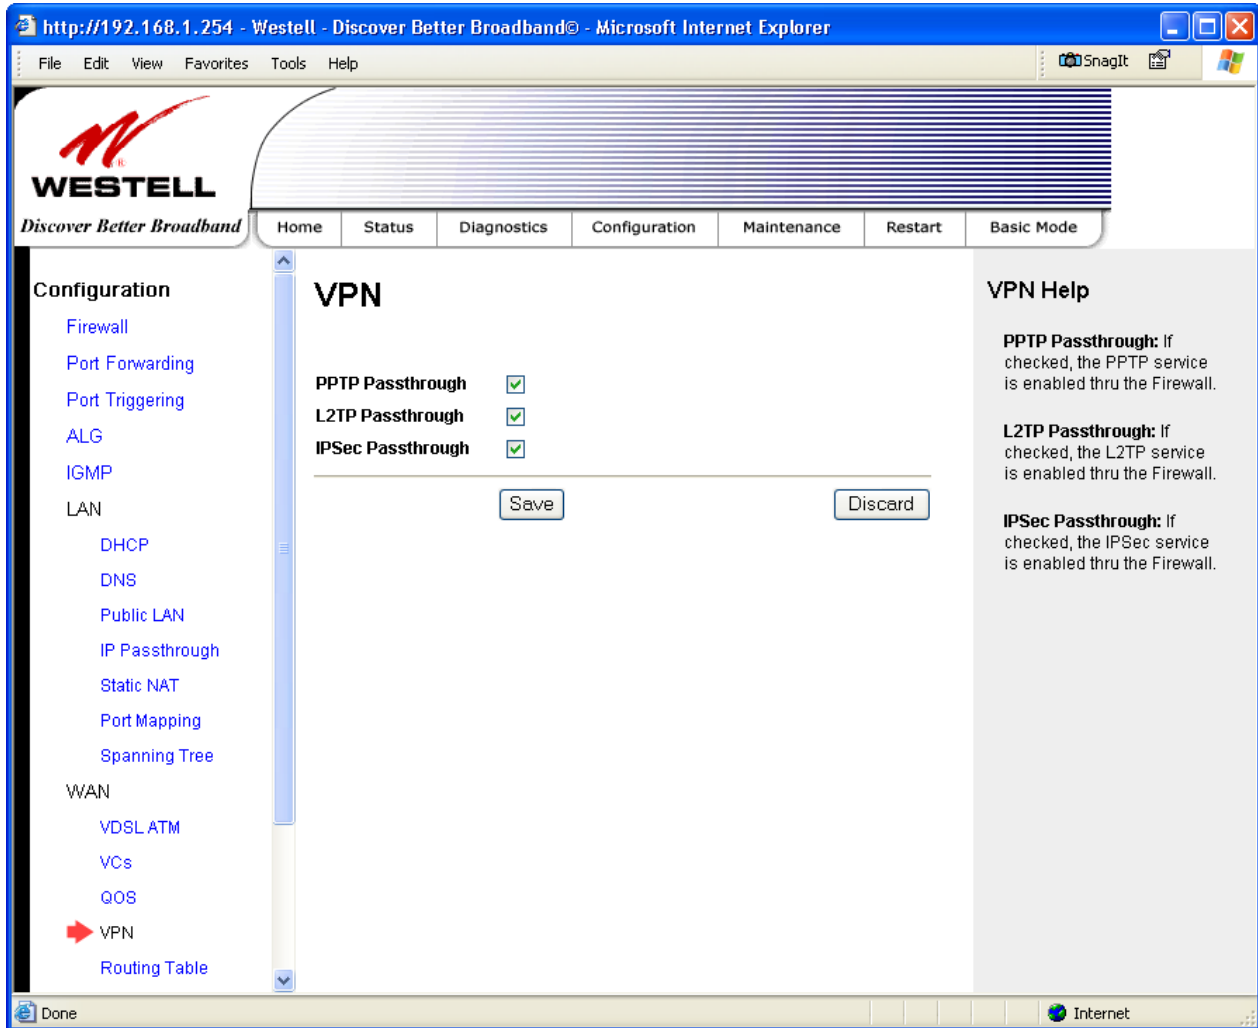 http://192.168.1.254 - Westell - Discover Better Broadband© - Microsoft Internet Explorer
File Edit View Favorites Tools Help SnagIt
WESTELL
®
Discover Better Broadband
Home Status Diagnostics Configuration Maintenance Restart Basic Mode
Configuration
Firewall
Port Forwarding
Port Triggering
ALG
IGMP
LAN
DHCP
DNS
Public LAN
IP Passthrough
Static NAT
Port Mapping
Spanning Tree
WAN
VDSL ATM
VCs
QOS
VPN
Routing Table
VPN
PPTP Passthrough
L2TP Passthrough
IPSec Passthrough
Save Discard
VPN Help
PPTP Passthrough: If
checked, the PPTP service
is enabled thru the Firewall.
L2TP Passthrough: If
checked, the L2TP service
is enabled thru the Firewall.
IPSec Passthrough: If
checked, the IPSec service
is enabled thru the Firewall.
Done Internet